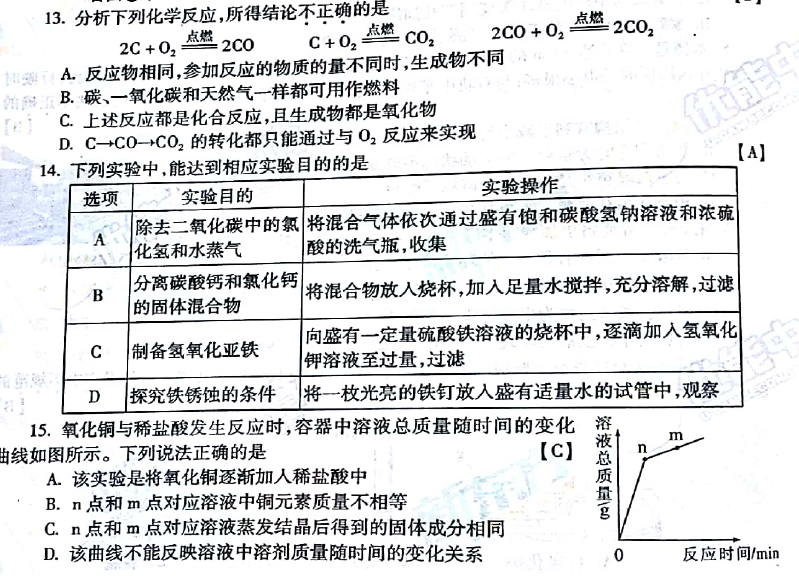 13. 分析下列化学反应,所得结论不正确的是
2C + O₂ 点燃 2CO C + O₂ 点燃 CO₂ 2CO + O₂ 点燃 2CO₂
A. 反应物相同,参加反应的物质的量不同时,生成物不同
B. 碳、一氧化碳和天然气一样都可用作燃料
C. 上述反应都是化合反应,且生成物都是氧化物
D. C→CO→CO₂ 的转化都只能通过与 O₂ 反应来实现
14. 下列实验中,能达到相应实验目的的是 【A】
选项 实验目的 实验操作
A 除去二氧化碳中的氯化氢和水蒸气 将混合气体依次通过盛有饱和碳酸氢钠溶液和浓硫酸的洗气瓶,收集
B 分离碳酸钙和氯化钙的固体混合物 将混合物放入烧杯,加入足量水搅拌,充分溶解,过滤
C 制备氢氧化亚铁 向盛有一定量硫酸铁溶液的烧杯中,逐滴加入氢氧化钾溶液至过量,过滤
D 探究铁锈蚀的条件 将一枚光亮的铁钉放入盛有适量水的试管中,观察
15. 氧化铜与稀盐酸发生反应时,容器中溶液总质量随时间的变化
曲线如图所示。下列说法正确的是 【C】
A. 该实验是将氧化铜逐渐加入稀盐酸中
B. n 点和 m 点对应溶液中铜元素质量不相等
C. n 点和 m 点对应溶液蒸发结晶后得到的固体成分相同
D. 该曲线不能反映溶液中溶剂质量随时间的变化关系
溶液总质量/g
n
m
0
反应时间/min